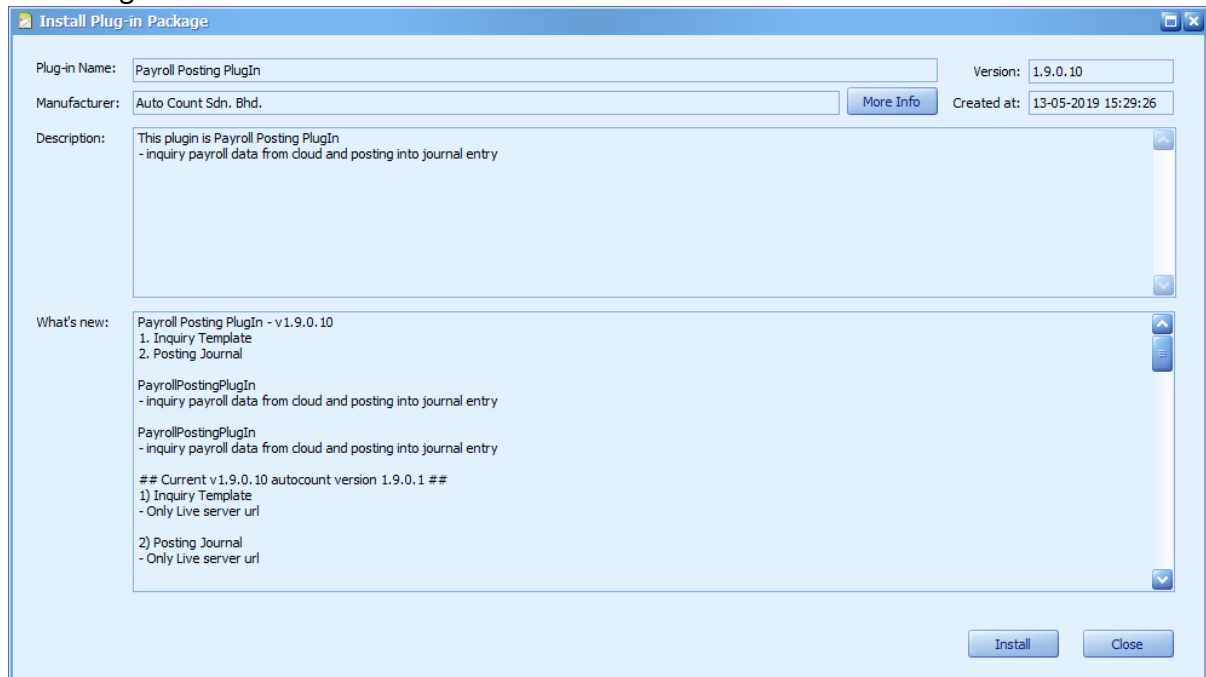 Install Plug-in Package
Plug-in Name: Payroll Posting PlugIn Version: 1.9.0.10
Manufacturer: Auto Count Sdn. Bhd. More Info Created at: 13-05-2019 15:29:26
Description: This plugin is Payroll Posting PlugIn
- inquiry payroll data from cloud and posting into journal entry
What's new: Payroll Posting PlugIn - v1.9.0.10
1. Inquiry Template
2. Posting Journal
PayrollPostingPlugIn
- inquiry payroll data from cloud and posting into journal entry
PayrollPostingPlugIn
- inquiry payroll data from cloud and posting into journal entry
## Current v1.9.0.10 autocount version 1.9.0.1 ##
1) Inquiry Template
- Only Live server url
2) Posting Journal
- Only Live server url
Install Close